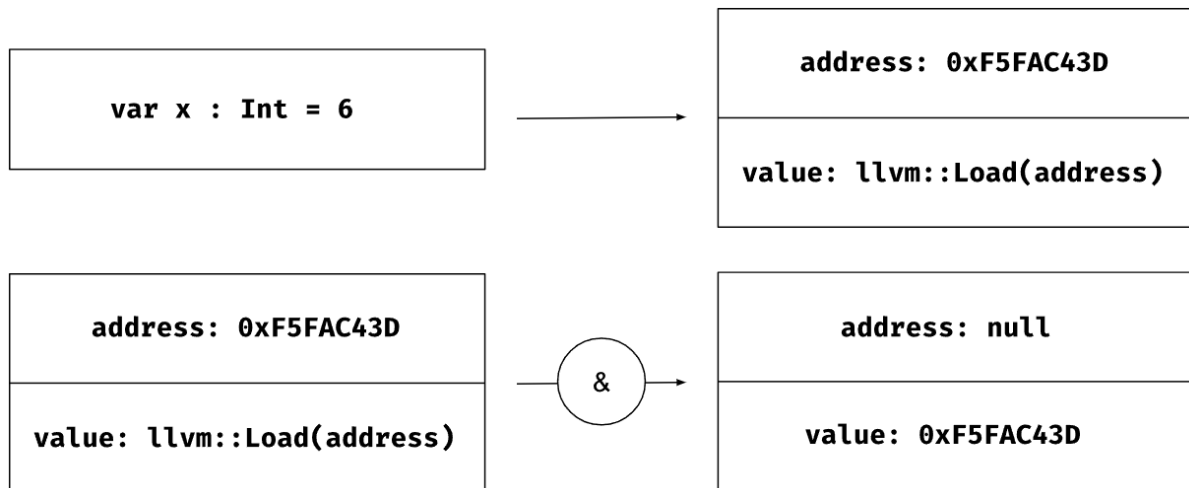 var x : Int = 6
address: 0xF5FAC43D
value: llvm::Load(address)
address: 0xF5FAC43D
value: llvm::Load(address)
&
address: null
value: 0xF5FAC43D